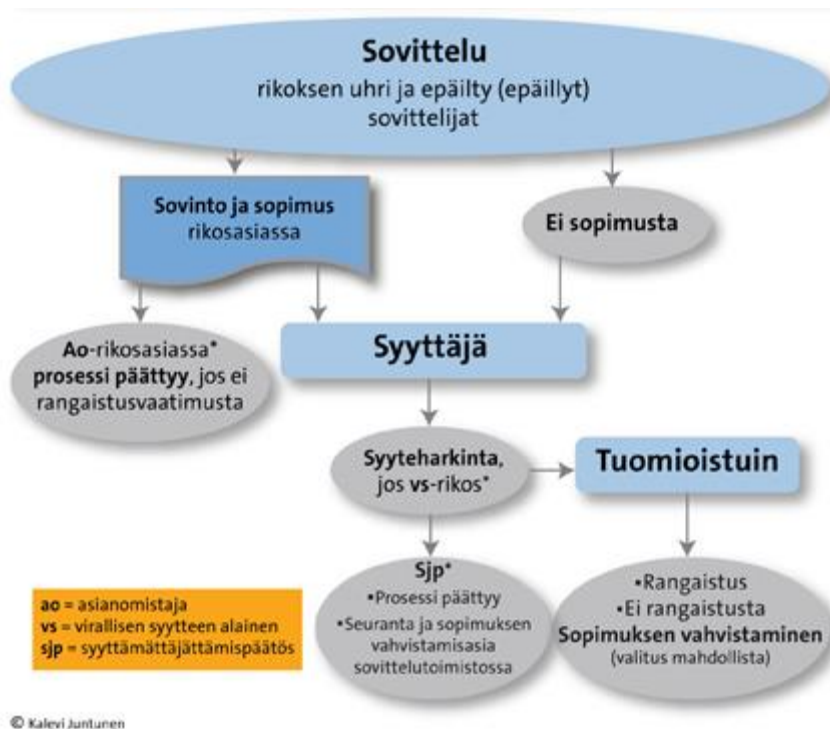 Sovittelu
rikoksen uhri ja epäilty (epäillyt)
sovittelijat
Sovinto ja sopimus
rikosasiassa
Ei sopimusta
Ao-rikosasiassa*
prosessi päättyy, jos ei
rangaistusvaatimusta
Syyttäjä
Syyteharkinta,
jos vs-rikos*
Tuomioistuin
Sjp*
•Prosessi päättyy
•Seuranta ja sopimuksen
vahvistamisasia
sovittelutoimistossa
•Rangaistus
•Ei rangaistusta
Sopimuksen vahvistaminen
(valitus mahdollista)
ao = asianomistaja
vs = virallisen syytteen alainen
sjp = syyttämättäjättämispäätös
© Kalevi Juntunen